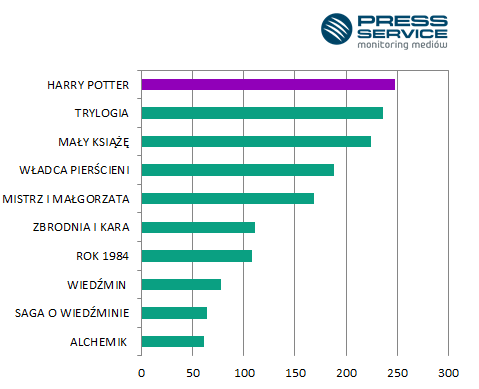 PRESS
SERVICE
monitoring mediów
HARRY POTTER
TRYLOGIA
MAŁY KSIĄŻĘ
WŁADCA PIERŚCIENI
MISTRZ I MAŁGORZATA
ZBRODNIA I KARA
ROK 1984
WIEDŹMIN
SAGA O WIEDŹMINIE
ALCHEMIK
0 50 100 150 200 250 300